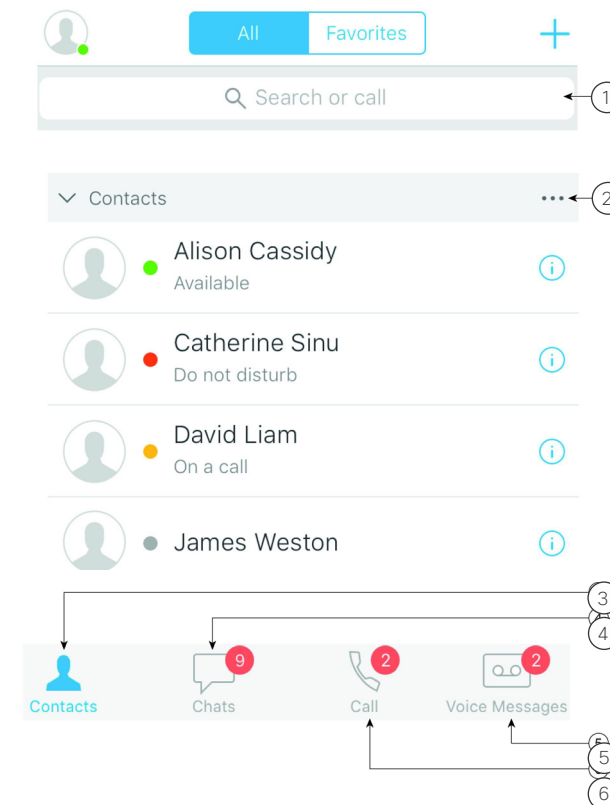 All Favorites
Search or call
1
Contacts
2
Alison Cassidy
Available
Catherine Sinu
Do not disturb
David Liam
On a call
James Weston
3
4
9 2 2
Contacts Chats Call Voice Messages
5
6